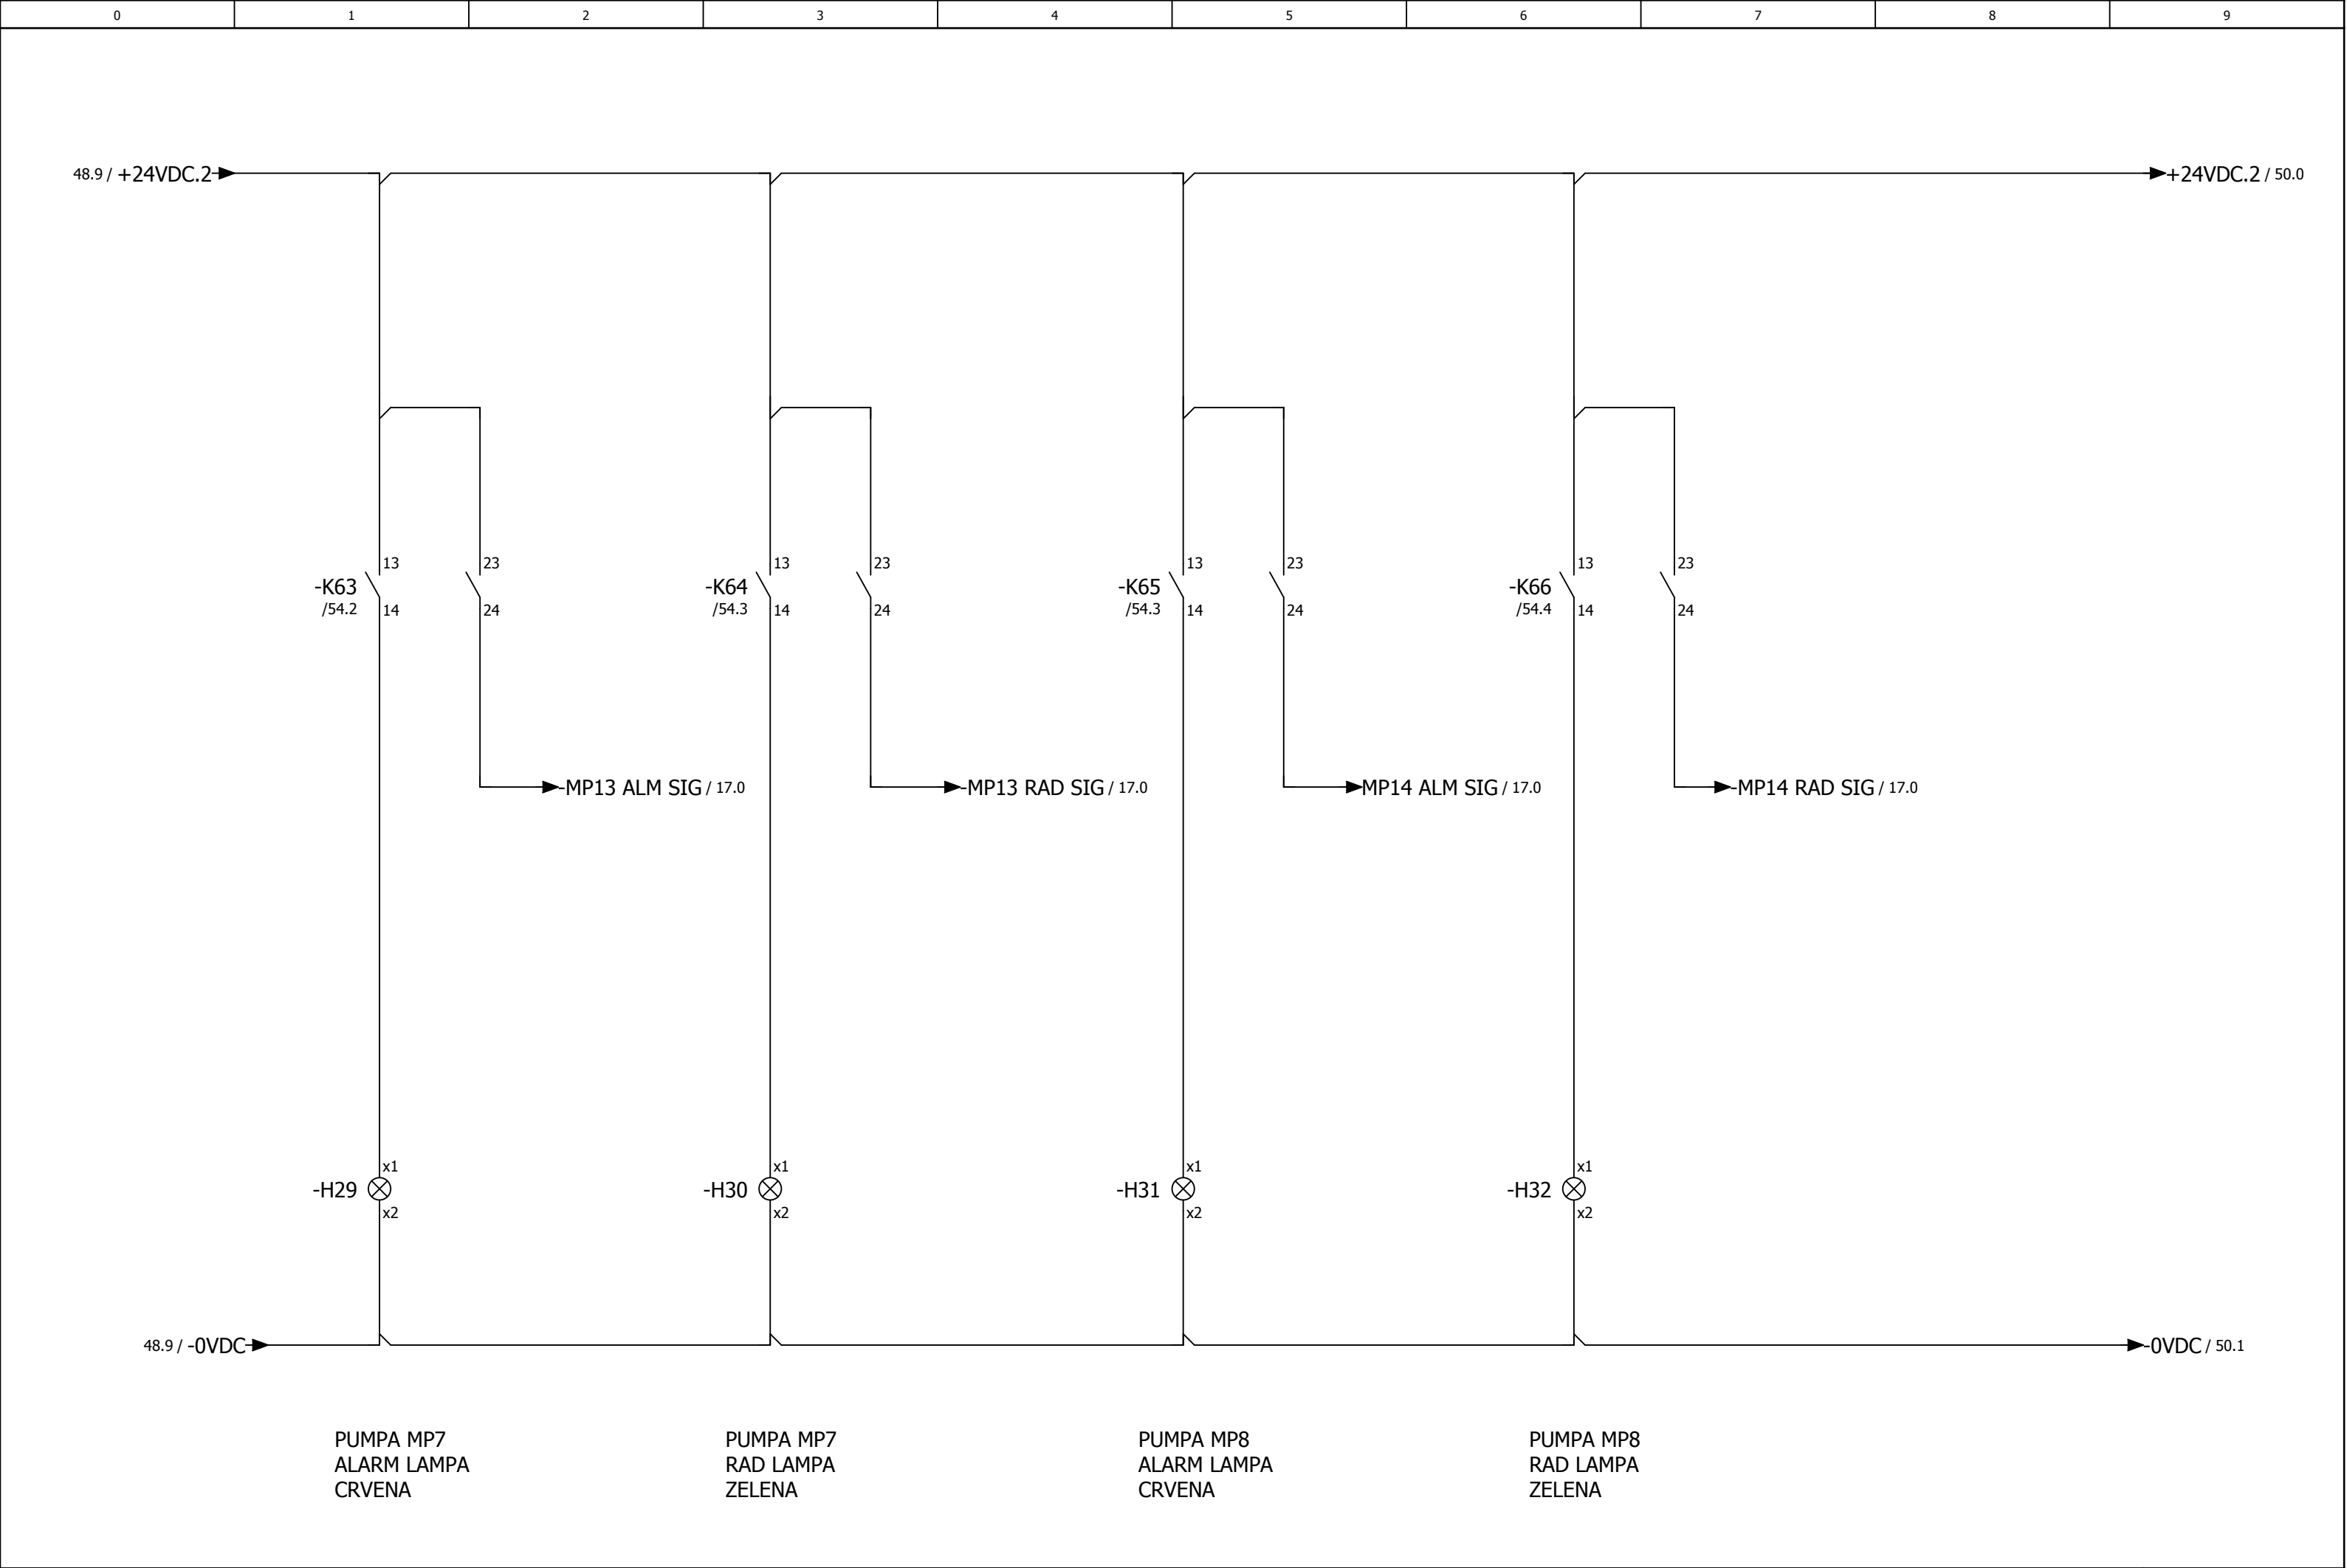 0 1 2 3 4 5 6 7 8 9
48.9 / +24VDC.2 +24VDC.2 / 50.0
13 23 13 23 13 23 13 23
-K63 -K64 -K65 -K66
/54.2 14 24 /54.3 14 24 /54.3 14 24 /54.4 14 24
-MP13 ALM SIG / 17.0 -MP13 RAD SIG / 17.0 MP14 ALM SIG / 17.0 -MP14 RAD SIG / 17.0
x1 x1 x1 x1
-H29 -H30 -H31 -H32
x2 x2 x2 x2
48.9 / -0VDC -0VDC / 50.1
PUMPA MP7 PUMPA MP7 PUMPA MP8 PUMPA MP8
ALARM LAMPA RAD LAMPA ALARM LAMPA RAD LAMPA
CRVENA ZELENA CRVENA ZELENA